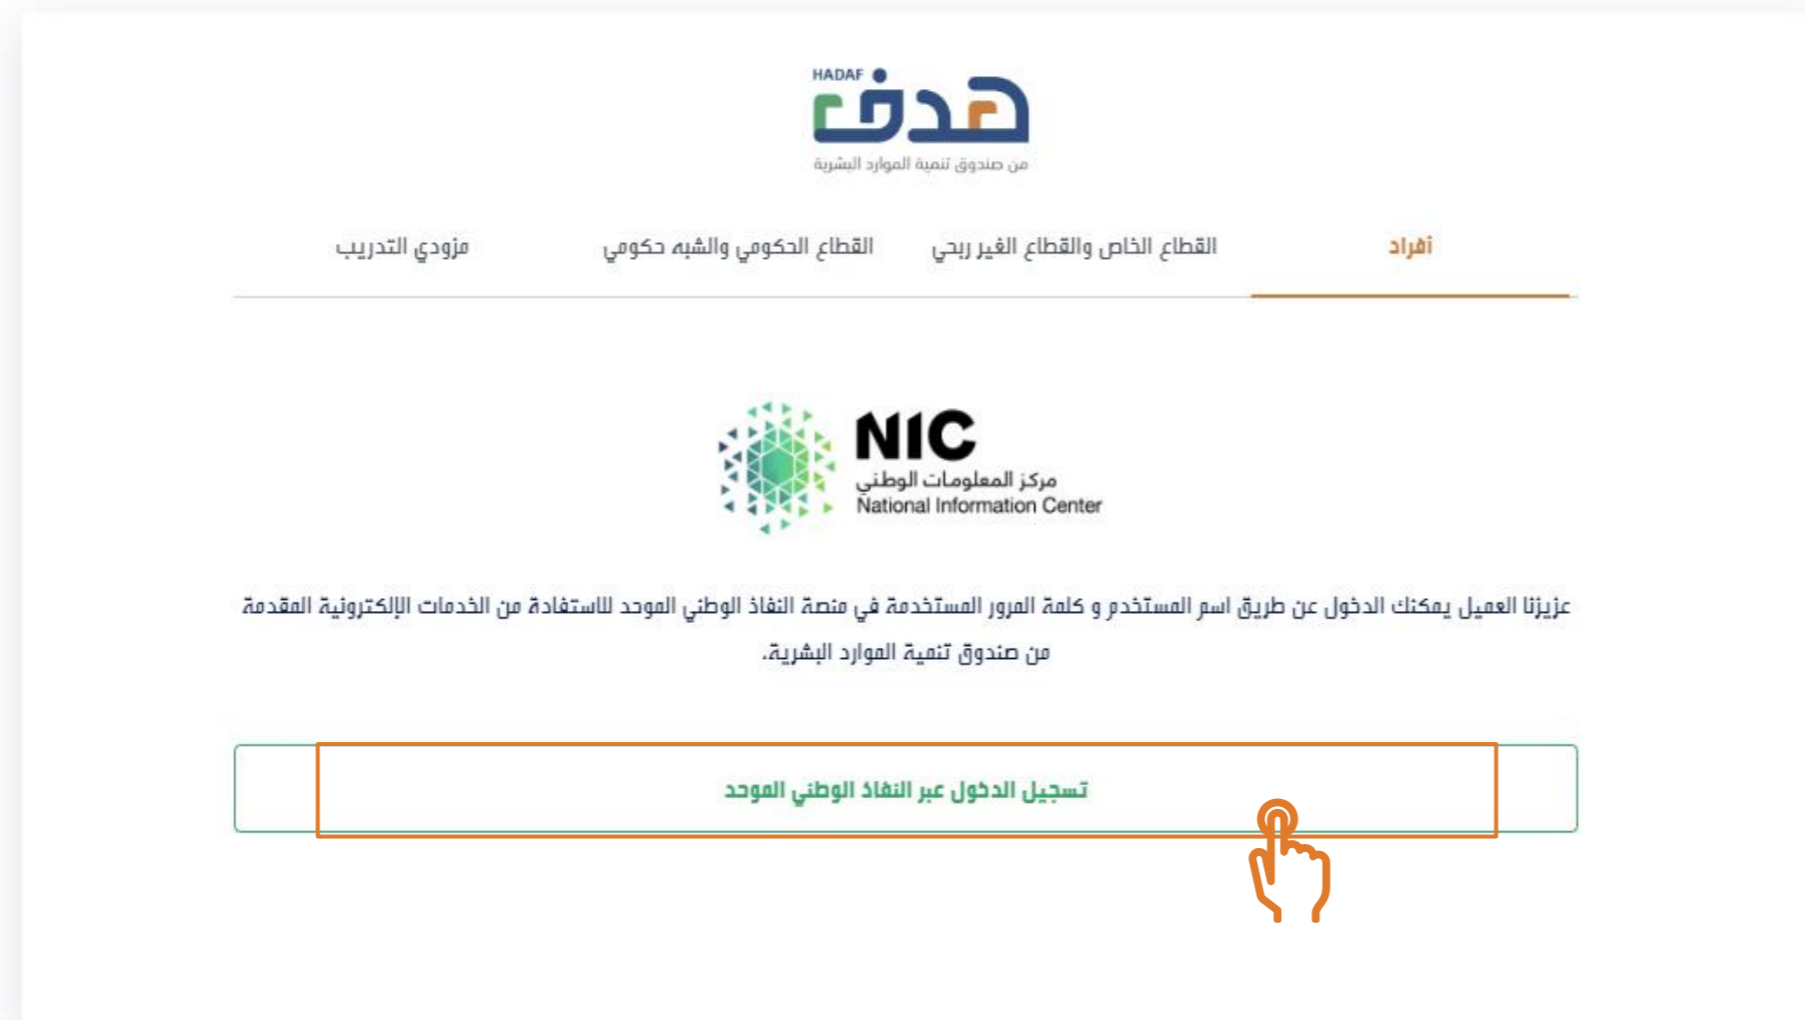 HADAF
هدف
من صندوق تنمية الموارد البشرية
أفراد
القطاع الخاص والقطاع الغير ربحي
القطاع الحكومي والشبه حكومي
مزودي التدريب
NIC
مركز المعلومات الوطني
National Information Center
عزيزنا العميل يمكنك الدخول عن طريق اسم المستخدم و كلمة المرور المستخدمة في منصة النفاذ الوطني الموحد للاستفادة من الخدمات الإلكترونية المقدمة
من صندوق تنمية الموارد البشرية.
تسجيل الدخول عبر النفاذ الوطني الموحد